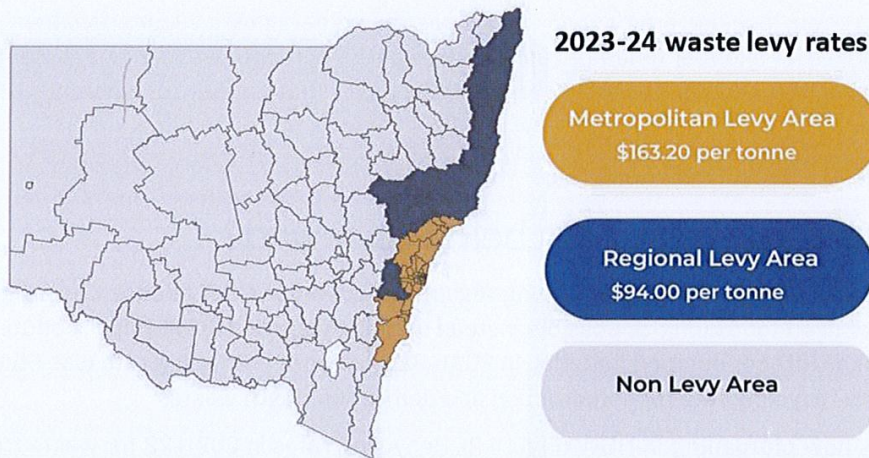 2023-24 waste levy rates
Metropolitan Levy Area
$163.20 per tonne
Regional Levy Area
$94.00 per tonne
Non Levy Area